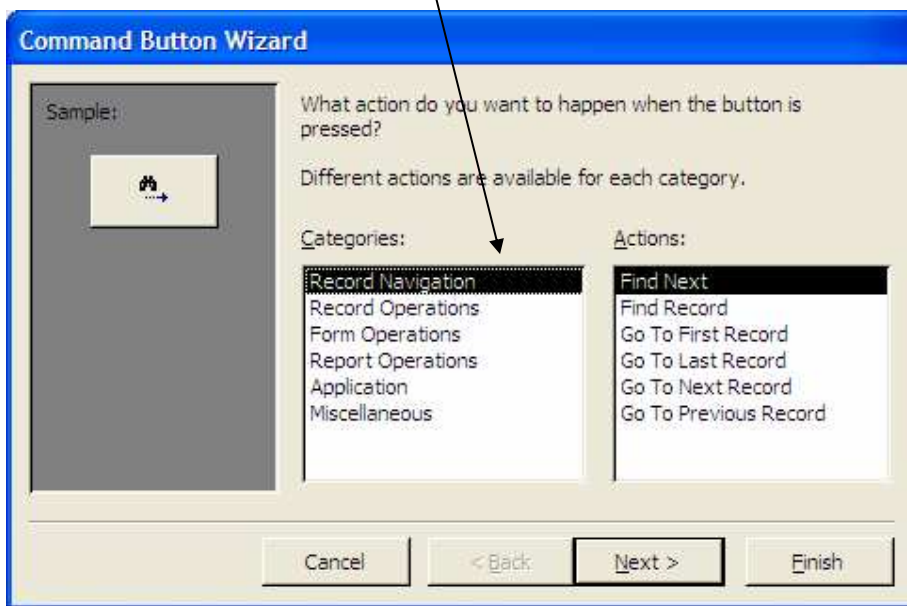 Command Button Wizard
Sample:
What action do you want to happen when the button is
pressed?
Different actions are available for each category.
Categories:
Record Navigation
Record Operations
Form Operations
Report Operations
Application
Miscellaneous
Actions:
Find Next
Find Record
Go To First Record
Go To Last Record
Go To Next Record
Go To Previous Record
Cancel
< Back
Next >
Finish